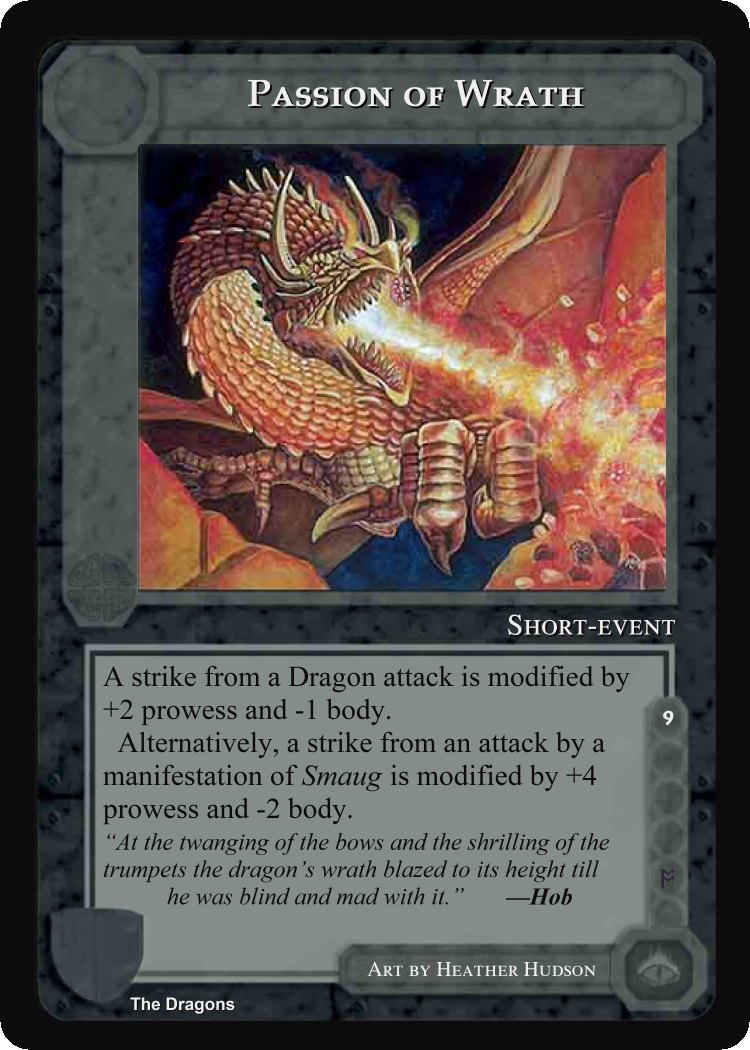 Passion of Wrath
Short-event
A strike from a Dragon attack is modified by
+2 prowess and -1 body.
Alternatively, a strike from an attack by a
manifestation of Smaug is modified by +4
prowess and -2 body.
9
“At the twanging of the bows and the shrilling of the
trumpets the dragon’s wrath blazed to its height till
he was blind and mad with it.” —Hob
Art by Heather Hudson
The Dragons